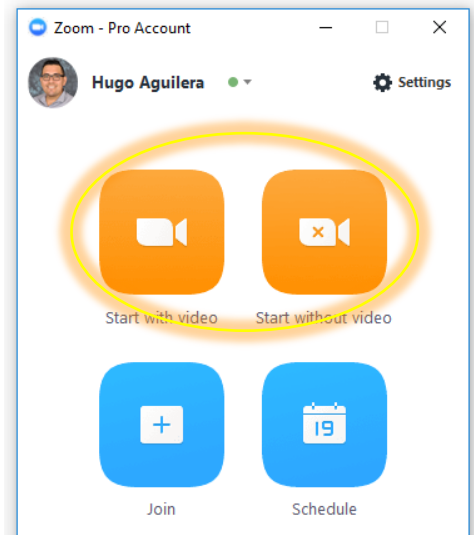 Zoom - Pro Account
Hugo Aguilera
Settings
Start with video
Start without video
19
Join
Schedule